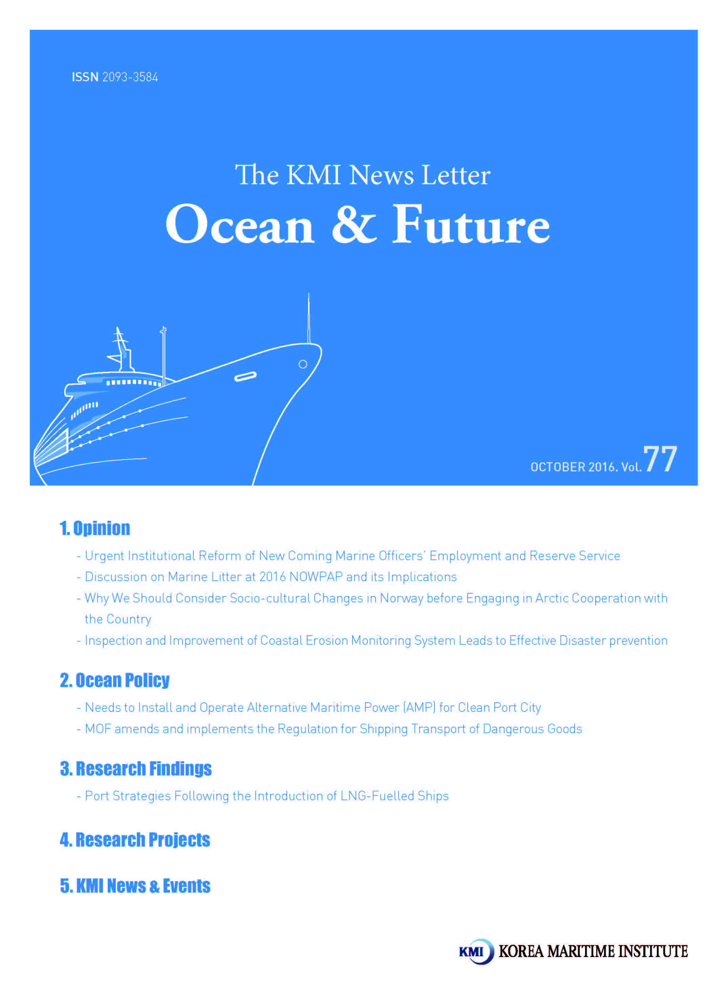 ISSN 2093-3584
The KMI News Letter
Ocean & Future
OCTOBER 2016. Vol. 77
1. Opinion
- Urgent Institutional Reform of New Coming Marine Officers’ Employment and Reserve Service
- Discussion on Marine Litter at 2016 NOWPAP and its Implications
- Why We Should Consider Socio-cultural Changes in Norway before Engaging in Arctic Cooperation with
the Country
- Inspection and Improvement of Coastal Erosion Monitoring System Leads to Effective Disaster prevention
2. Ocean Policy
- Needs to Install and Operate Alternative Maritime Power (AMP) for Clean Port City
- MOF amends and implements the Regulation for Shipping Transport of Dangerous Goods
3. Research Findings
- Port Strategies Following the Introduction of LNG-Fuelled Ships
4. Research Projects
5. KMI News & Events
KMI KOREA MARITIME INSTITUTE